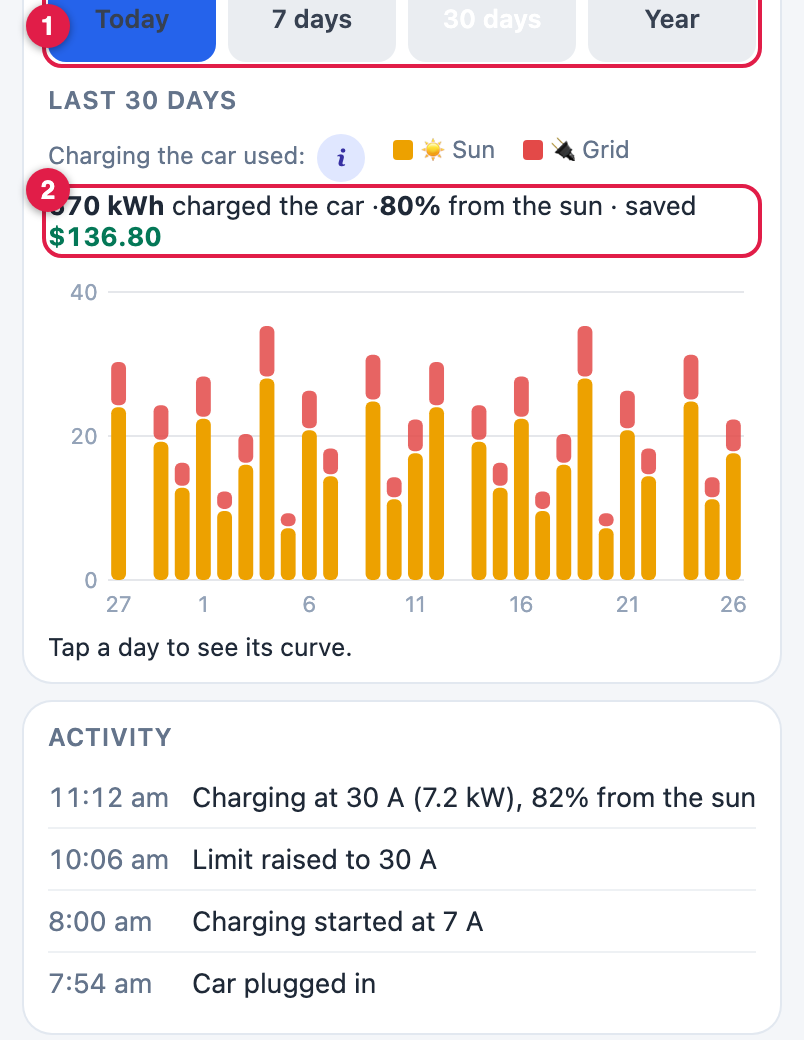 1
Today 7 days 30 days Year
LAST 30 DAYS
Charging the car used: i Sun Grid
2
70 kWh charged the car ·80% from the sun · saved
$136.80
40
20
0
27 1 6 11 16 21 26
Tap a day to see its curve.
ACTIVITY
11:12 am Charging at 30 A (7.2 kW), 82% from the sun
10:06 am Limit raised to 30 A
8:00 am Charging started at 7 A
7:54 am Car plugged in